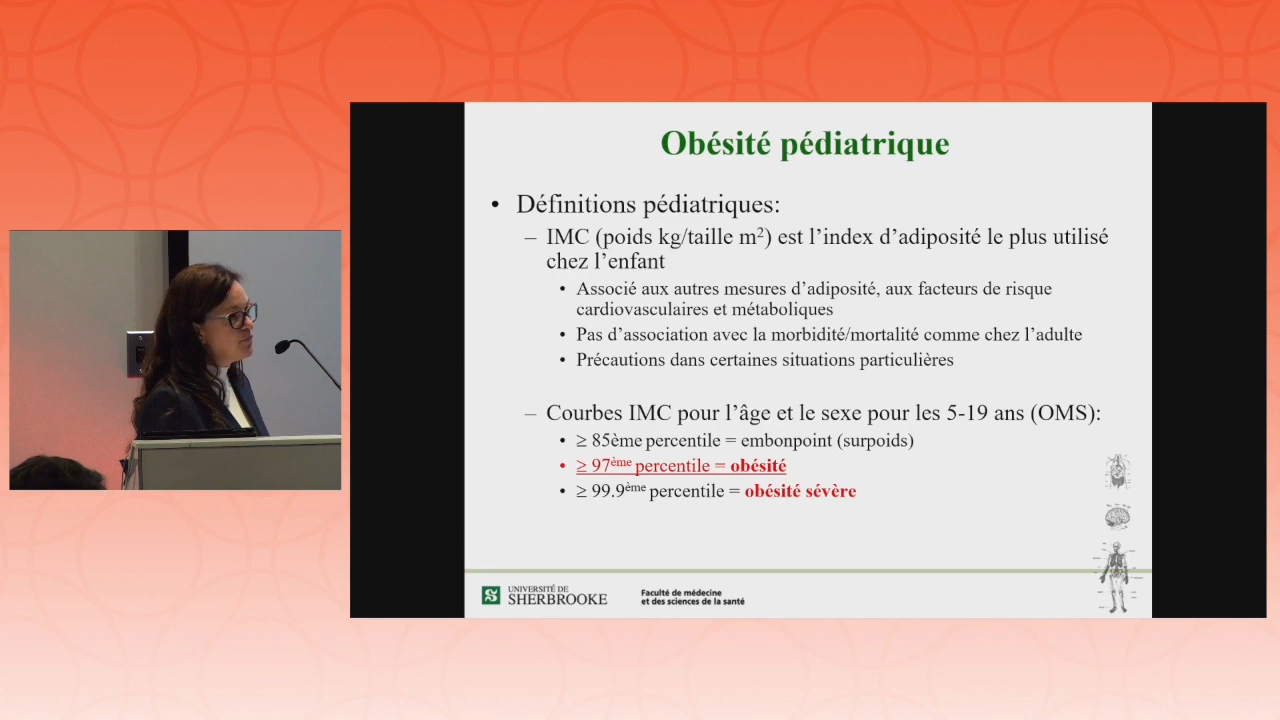 Obésité pédiatrique
• Définitions pédiatriques:
– IMC (poids kg/taille m²) est l’index d’adiposité le plus utilisé
chez l’enfant
• Associé aux autres mesures d’adiposité, aux facteurs de risque
cardiovasculaires et métaboliques
• Pas d’association avec la morbidité/mortalité comme chez l’adulte
• Précautions dans certaines situations particulières
– Courbes IMC pour l’âge et le sexe pour les 5-19 ans (OMS):
• ≥ 85ème percentile = embonpoint (surpoids)
• ≥ 97ème percentile = obésité
• ≥ 99.9ème percentile = obésité sévère
UNIVERSITÉ DE
SHERBROOKE
Faculté de médecine
et des sciences de la santé